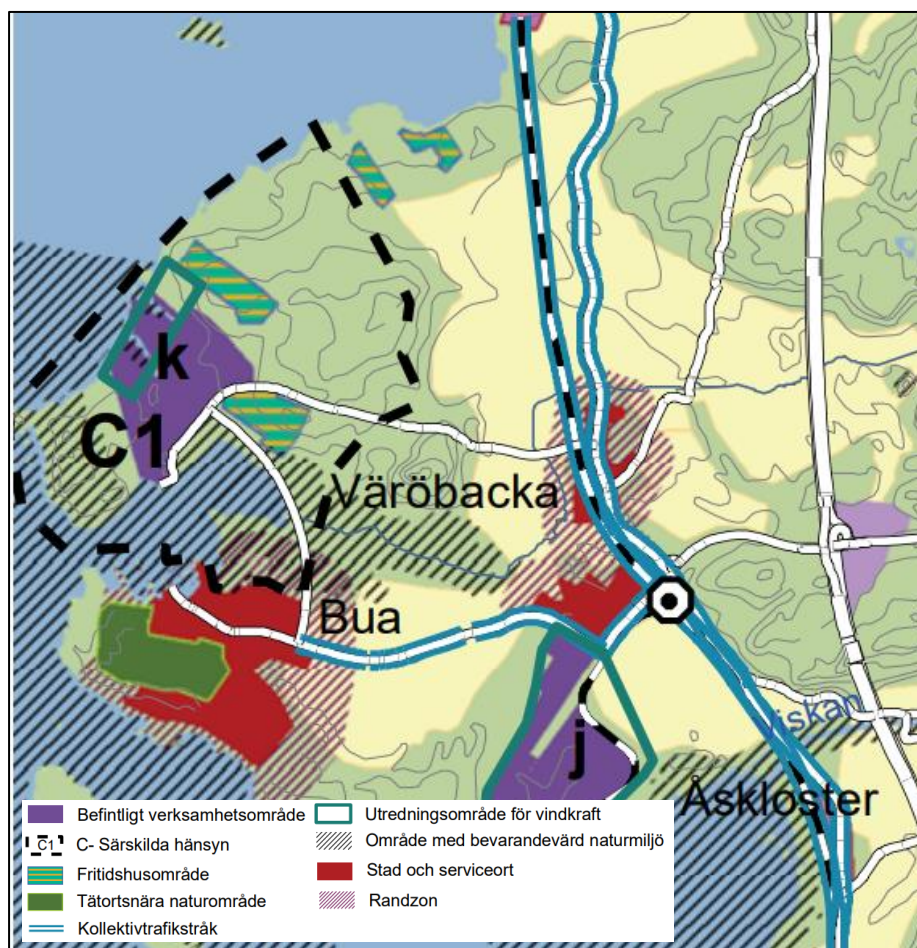 k
C1
Väröbacka
Bua
Viskan
j
Åskloster
Befintligt verksamhetsområde
C1 C- Särskilda hänsyn
Fritidshusområde
Tätortsnära naturområde
Kollektivtrafikstråk
Utredningsområde för vindkraft
Område med bevarandevärd naturmiljö
Stad och serviceort
Randzon